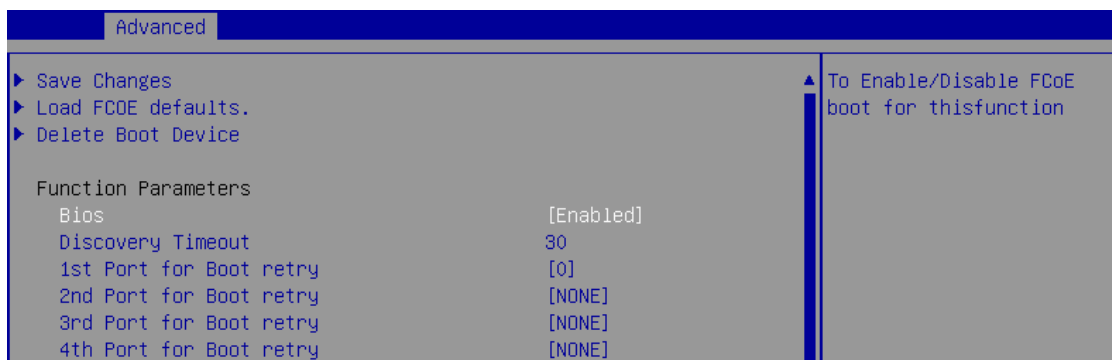 Advanced
Save Changes
Load FCOE defaults.
Delete Boot Device
Function Parameters
Bios [Enabled]
Discovery Timeout 30
1st Port for Boot retry [0]
2nd Port for Boot retry [NONE]
3rd Port for Boot retry [NONE]
4th Port for Boot retry [NONE]
To Enable/Disable FCoE
boot for thisfunction